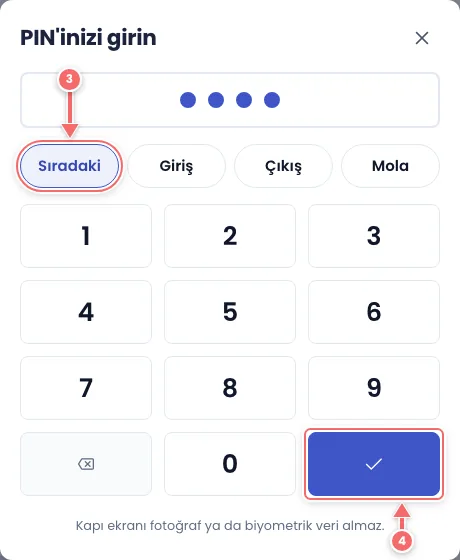 PIN'inizi girin
3
Sıradaki Giriş Çıkış Mola
1 2 3
4 5 6
7 8 9
0
Kapı ekranı fotoğraf ya da biyometrik veri almaz.
4